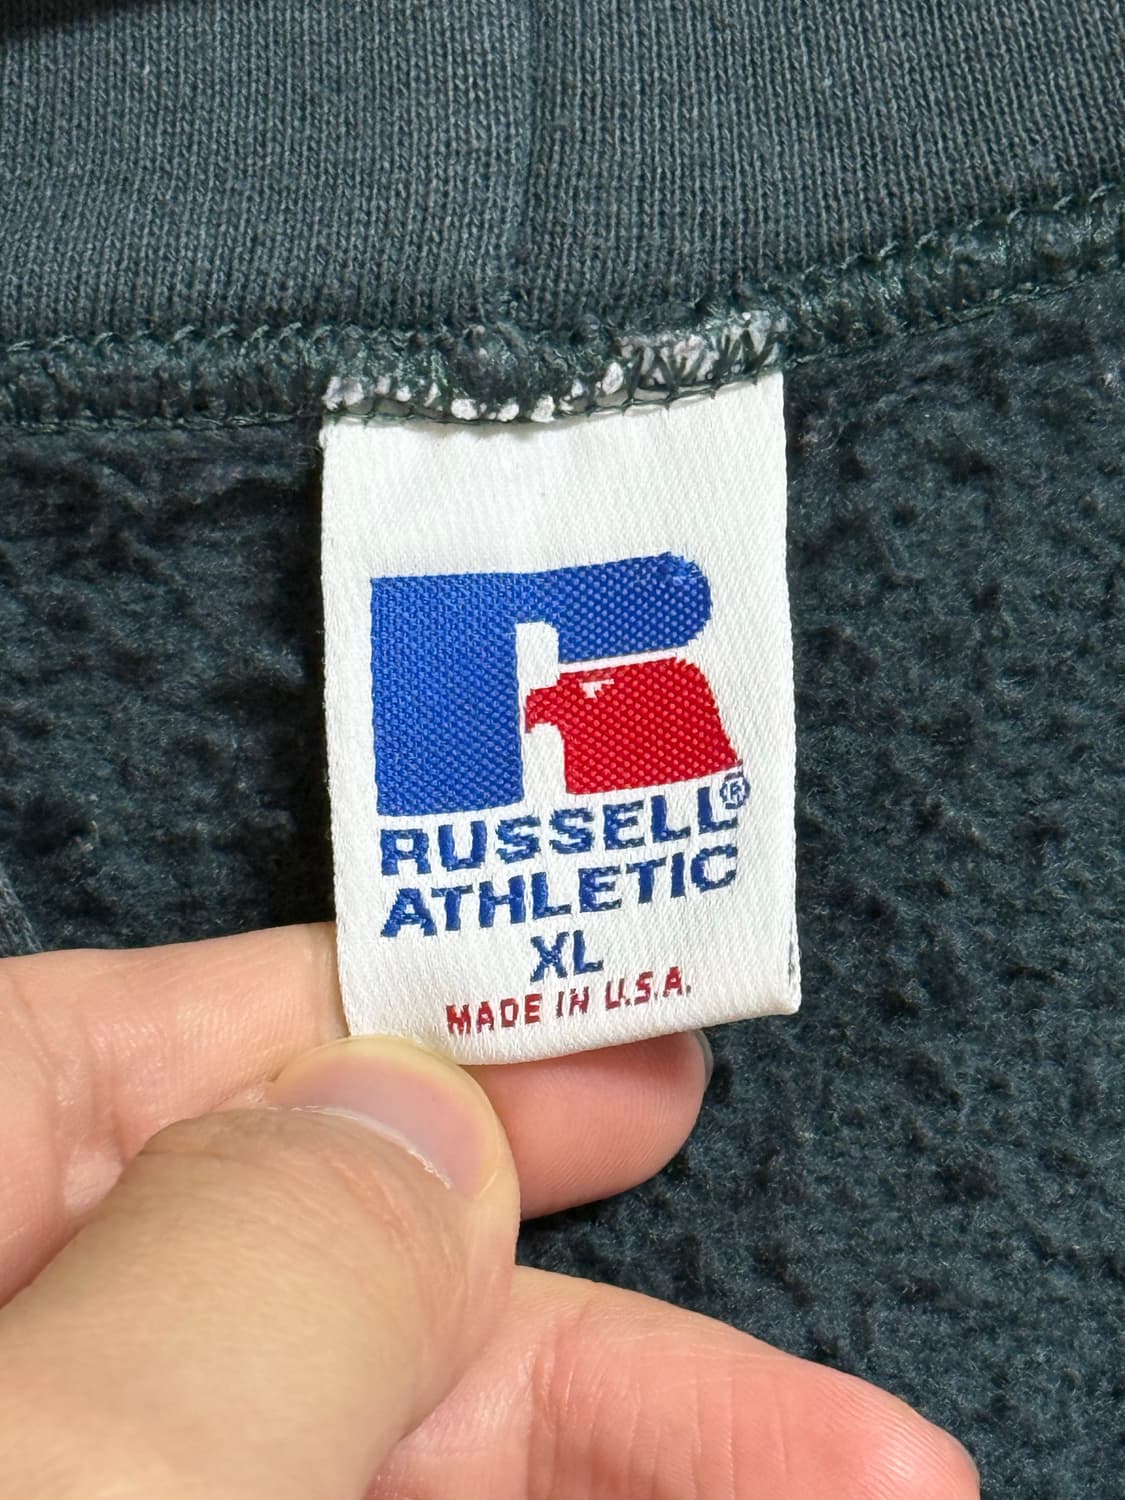 RUSSELL®
ATHLETIC
XL
MADE IN U.S.A.